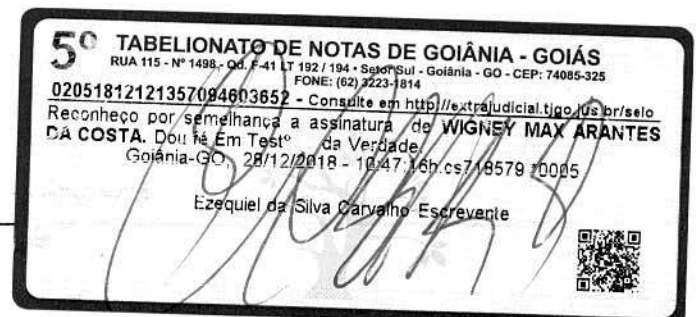 5º TABELIONATO DE NOTAS DE GOIÂNIA - GOIÁS
RUA 115 - Nº 1498 - Qd. F-41 LT 192 / 194 • Setor Sul - Goiânia - GO - CEP: 74085-325
FONE: (62) 3223-1814
02051812121357094603652 - Consulte em http://extrajudicial.tjgo.jus.br/selo
Reconheço por semelhança a assinatura de WIGNEY MAX ARANTES
DA COSTA. Dou fé Em Testº da Verdade.
Goiânia-GO, 28/12/2018 - 10:47:16h.cs718579 *0005
Ezequiel da Silva Carvalho Escrevente